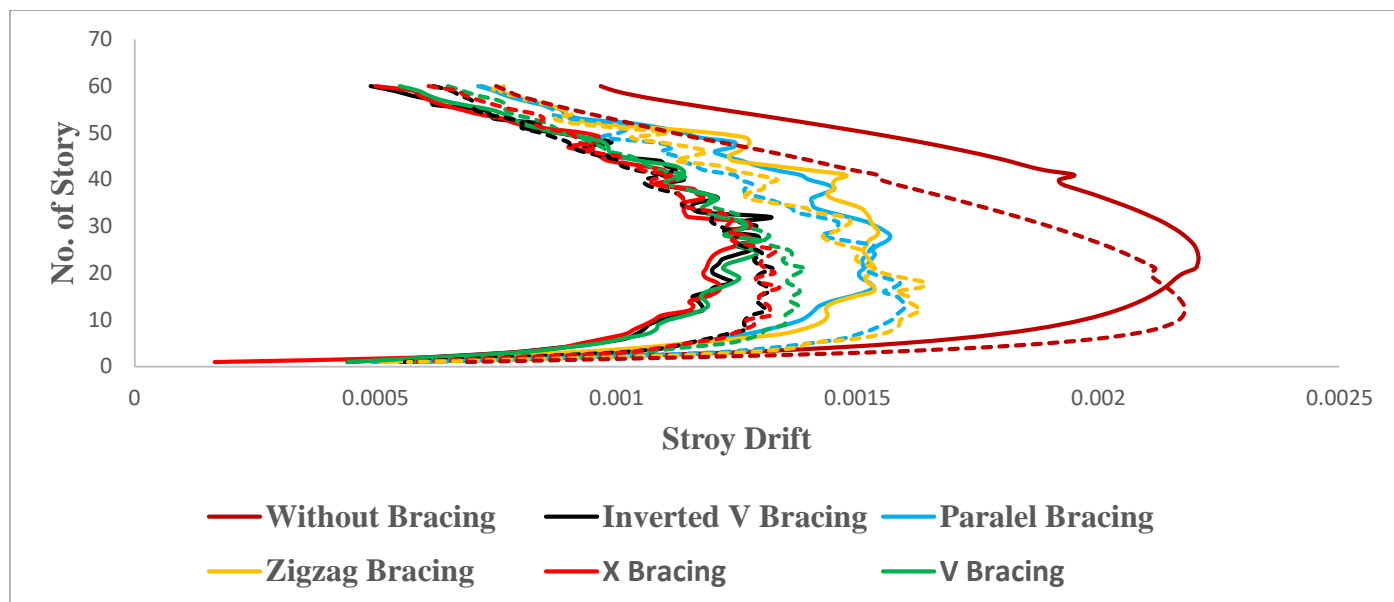 70
60
50
40
30
20
10
0
No. of Story
0 0.0005 0.001 0.0015 0.002 0.0025
Stroy Drift
Without Bracing Inverted V Bracing Paralel Bracing
Zigzag Bracing X Bracing V Bracing